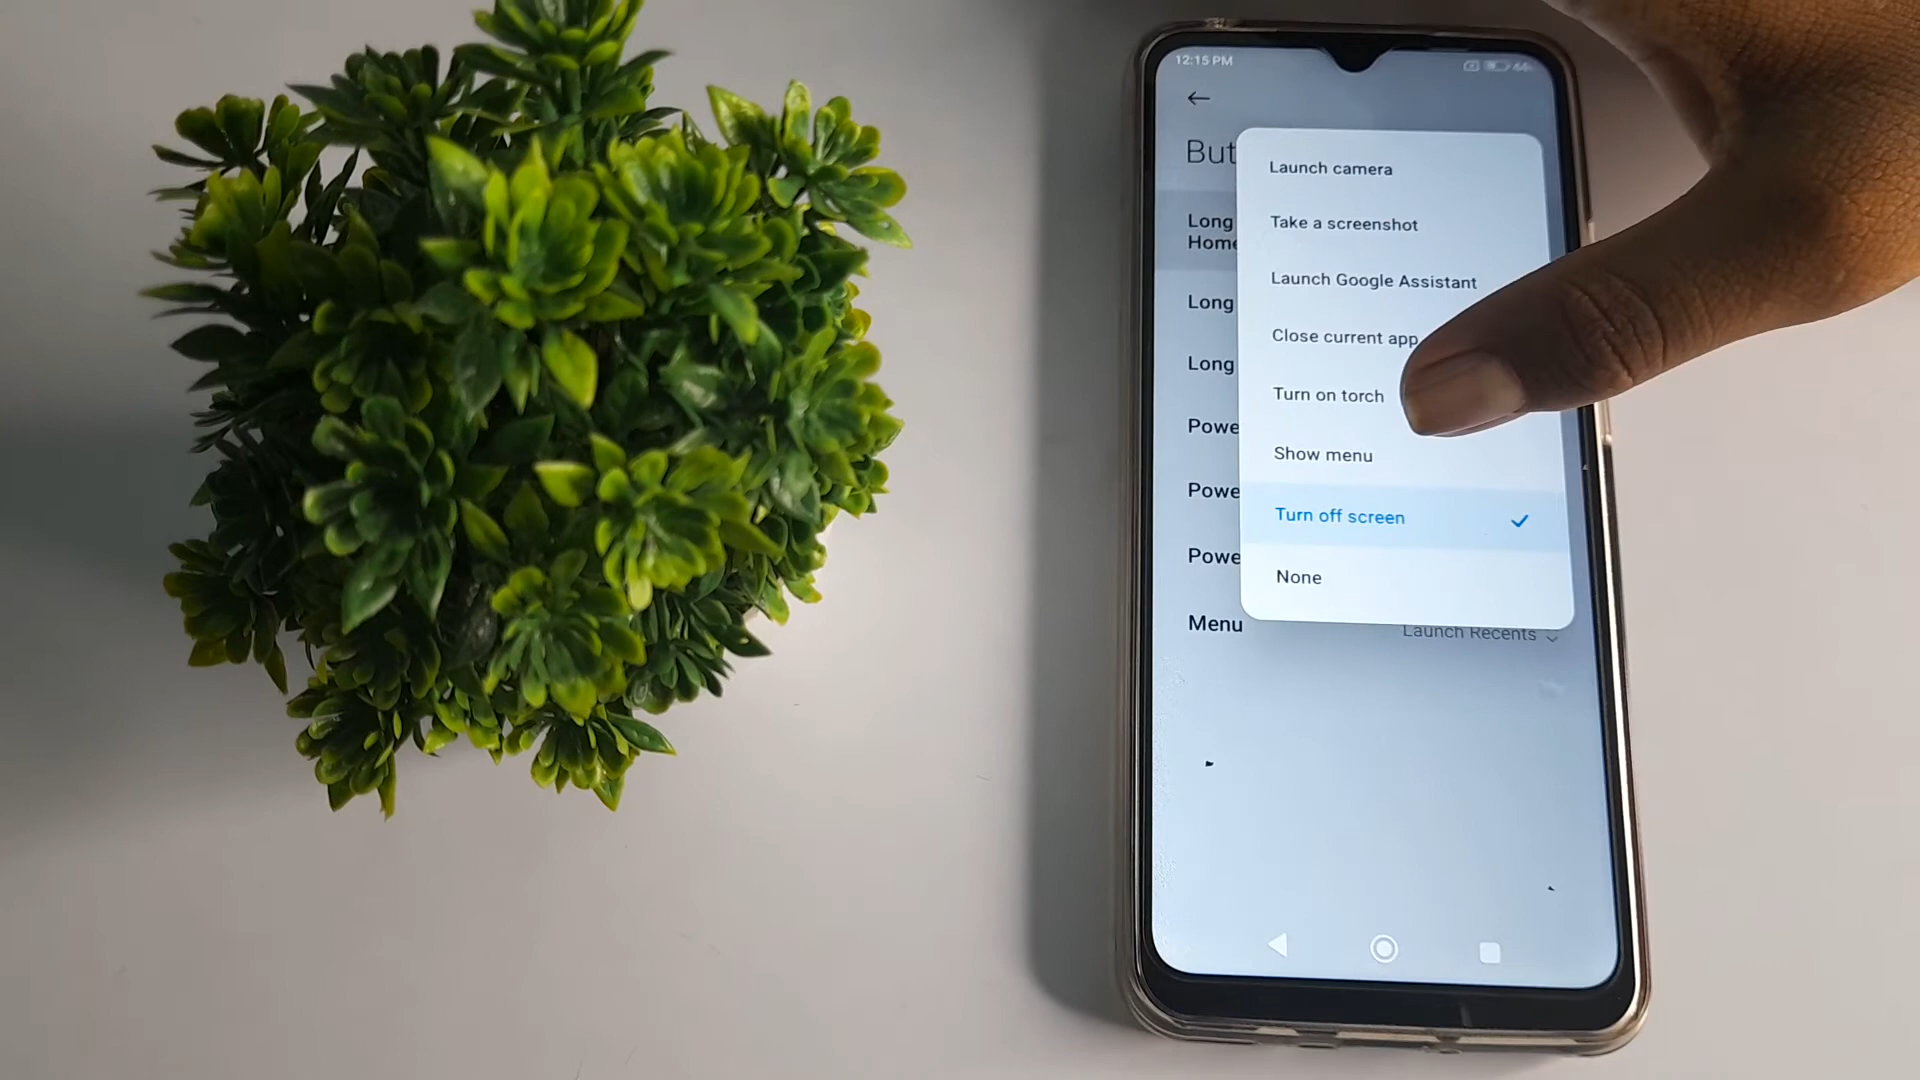 12:15 PM
But
Long
Home
Long
Long
Powe
Powe
Powe
Menu
Launch camera
Take a screenshot
Launch Google Assistant
Close current app
Turn on torch
Show menu
Turn off screen
None
Launch Recents